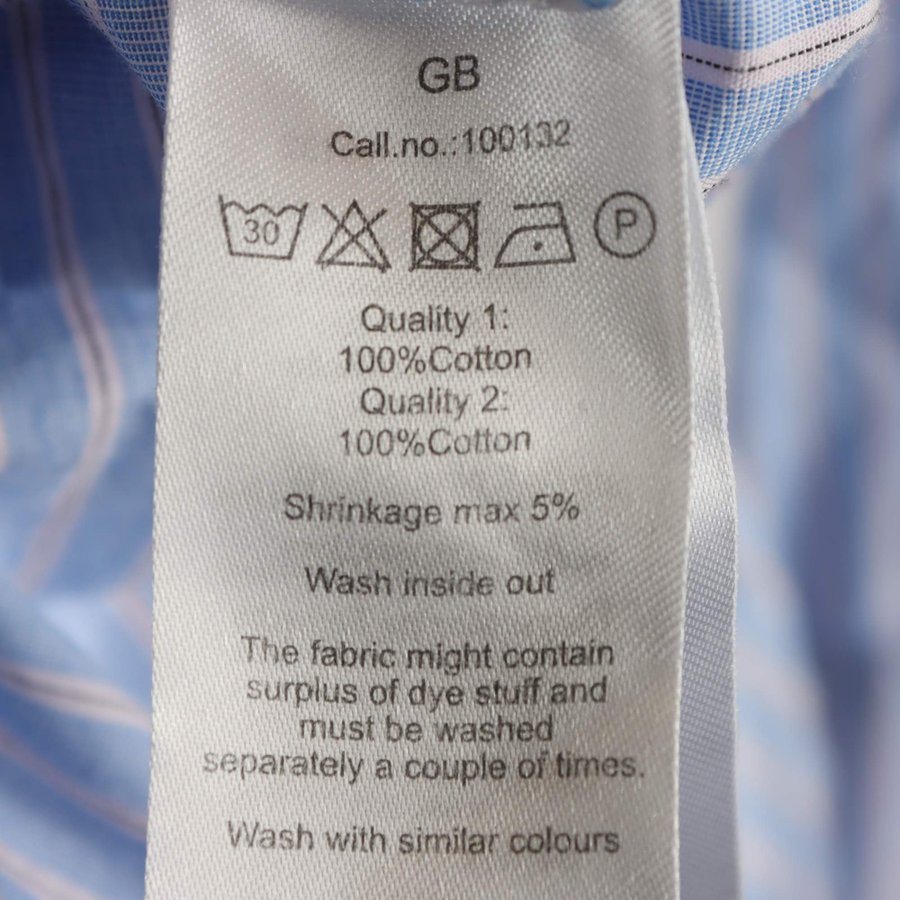 GB
Call.no.:100132
30 P
Quality 1:
100%Cotton
Quality 2:
100%Cotton
Shrinkage max 5%
Wash inside out
The fabric might contain
surplus of dye stuff and
must be washed
separately a couple of times.
Wash with similar colours